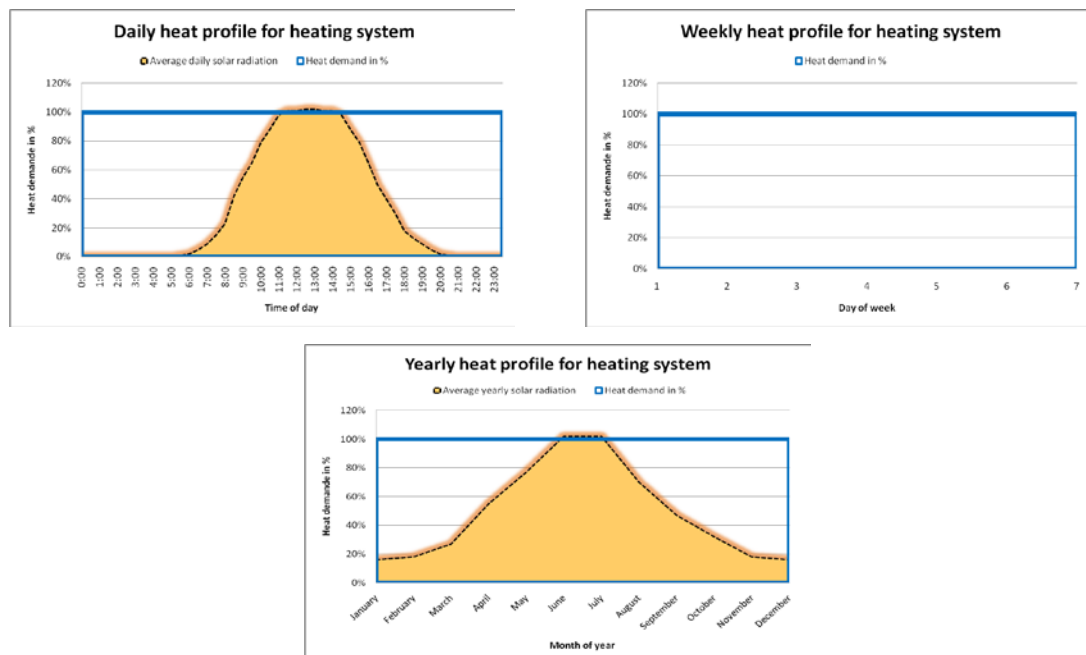 Daily heat profile for heating system
Average daily solar radiation Heat demand in %
120%
100%
80%
60%
40%
20%
0%
Heat demande in %
0:00 1:00 2:00 3:00 4:00 5:00 6:00 7:00 8:00 9:00 10:00 11:00 12:00 13:00 14:00 15:00 16:00 17:00 18:00 19:00 20:00 21:00 22:00 23:00
Time of day
Weekly heat profile for heating system
Heat demand in %
120%
100%
80%
60%
40%
20%
0%
Heat demande in %
1 2 3 4 5 6 7
Day of week
Yearly heat profile for heating system
Average yearly solar radiation Heat demand in %
120%
100%
80%
60%
40%
20%
0%
Heat demande in %
January February March April May June July August September October November December
Month of year